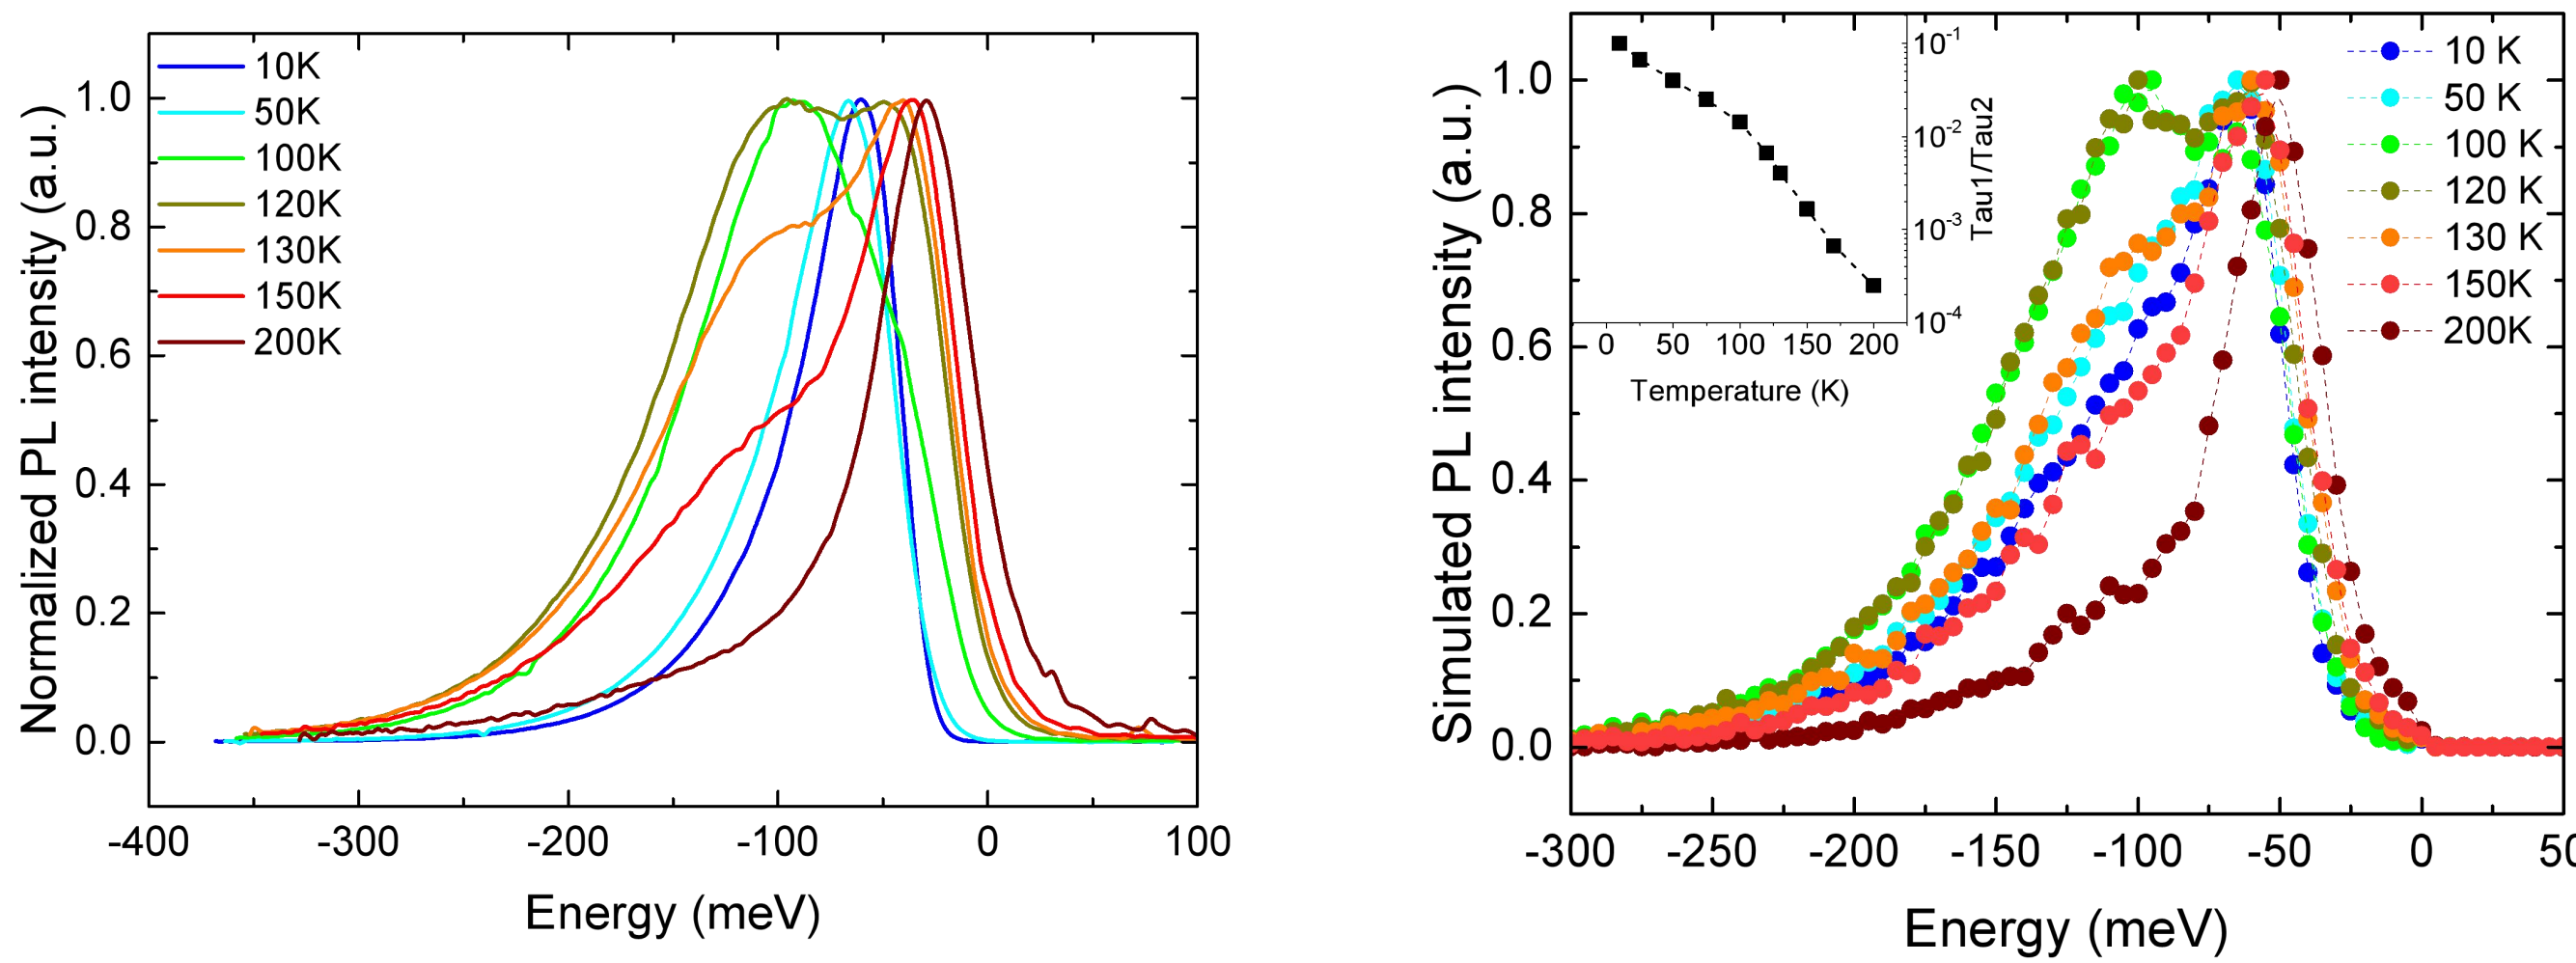 Normalized PL intensity (a.u.)
1.0
0.8
0.6
0.4
0.2
0.0
10K
50K
100K
120K
130K
150K
200K
-400
-300
-200
-100
0
100
Energy (meV)
Simulated PL intensity (a.u.)
1.0
0.8
0.6
0.4
0.2
0.0
10^-1
10^-2
10^-3
10^-4
Tau1/Tau2
0
50
100
150
200
Temperature (K)
10 K
50 K
100 K
120 K
130 K
150K
200K
-300
-250
-200
-150
-100
-50
0
Energy (meV)